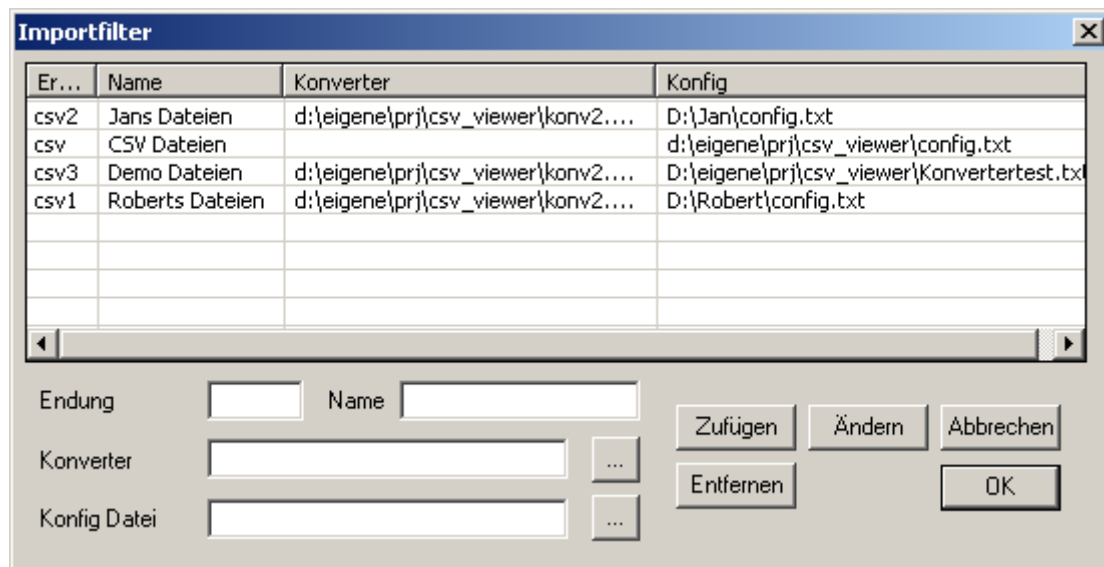 Importfilter
Er... Name Konverter Konfig
csv2 Jans Dateien d:\eigene\prj\csv_viewer\konv2.... D:\Jan\config.txt
csv CSV Dateien d:\eigene\prj\csv_viewer\config.txt
csv3 Demo Dateien d:\eigene\prj\csv_viewer\konv2.... D:\eigene\prj\csv_viewer\Konvertertest.txt
csv1 Roberts Dateien d:\eigene\prj\csv_viewer\konv2.... D:\Robert\config.txt
Endung Name
Zufügen Ändern Abbrechen
Konverter ...
Entfernen OK
Konfig Datei ...